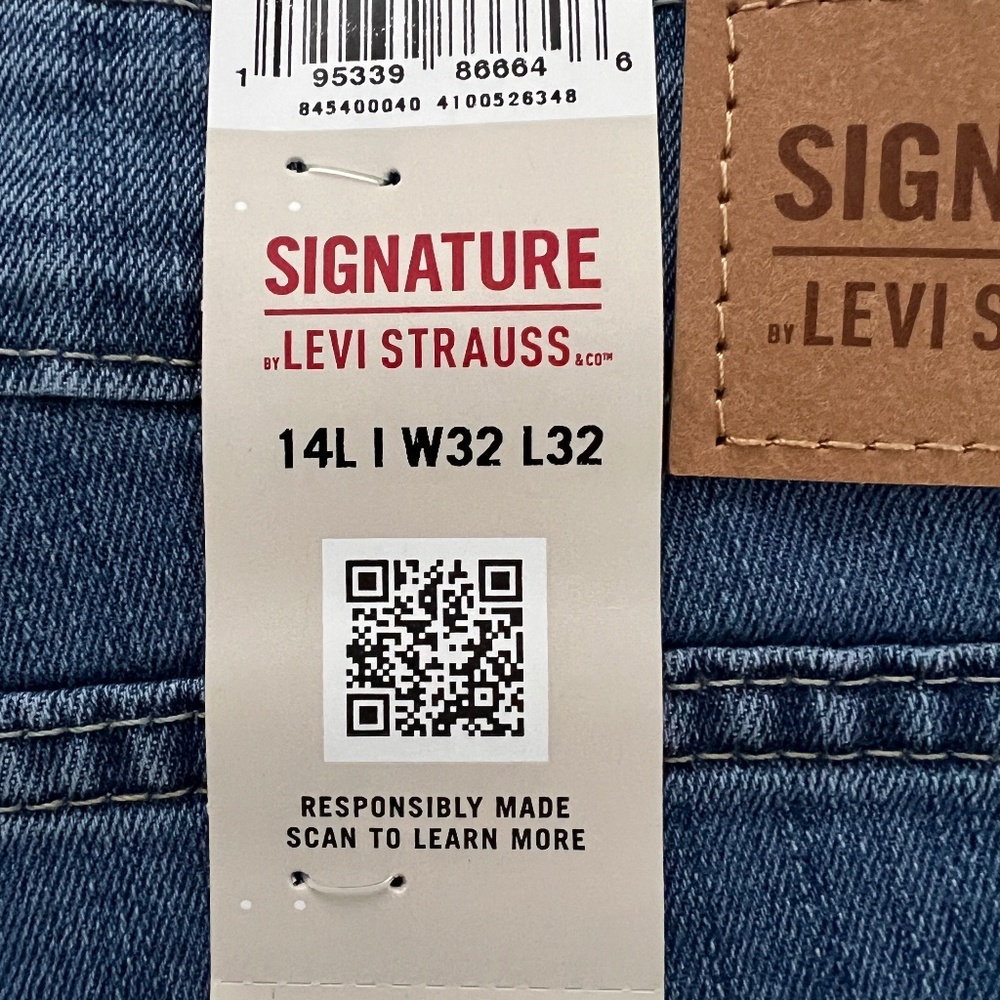 1 95339 86664 6
845400040 4100526348
SIGNATURE
BY LEVI STRAUSS & CO™
14L | W32 L32
RESPONSIBLY MADE
SCAN TO LEARN MORE
SIGN
BY LEVI S